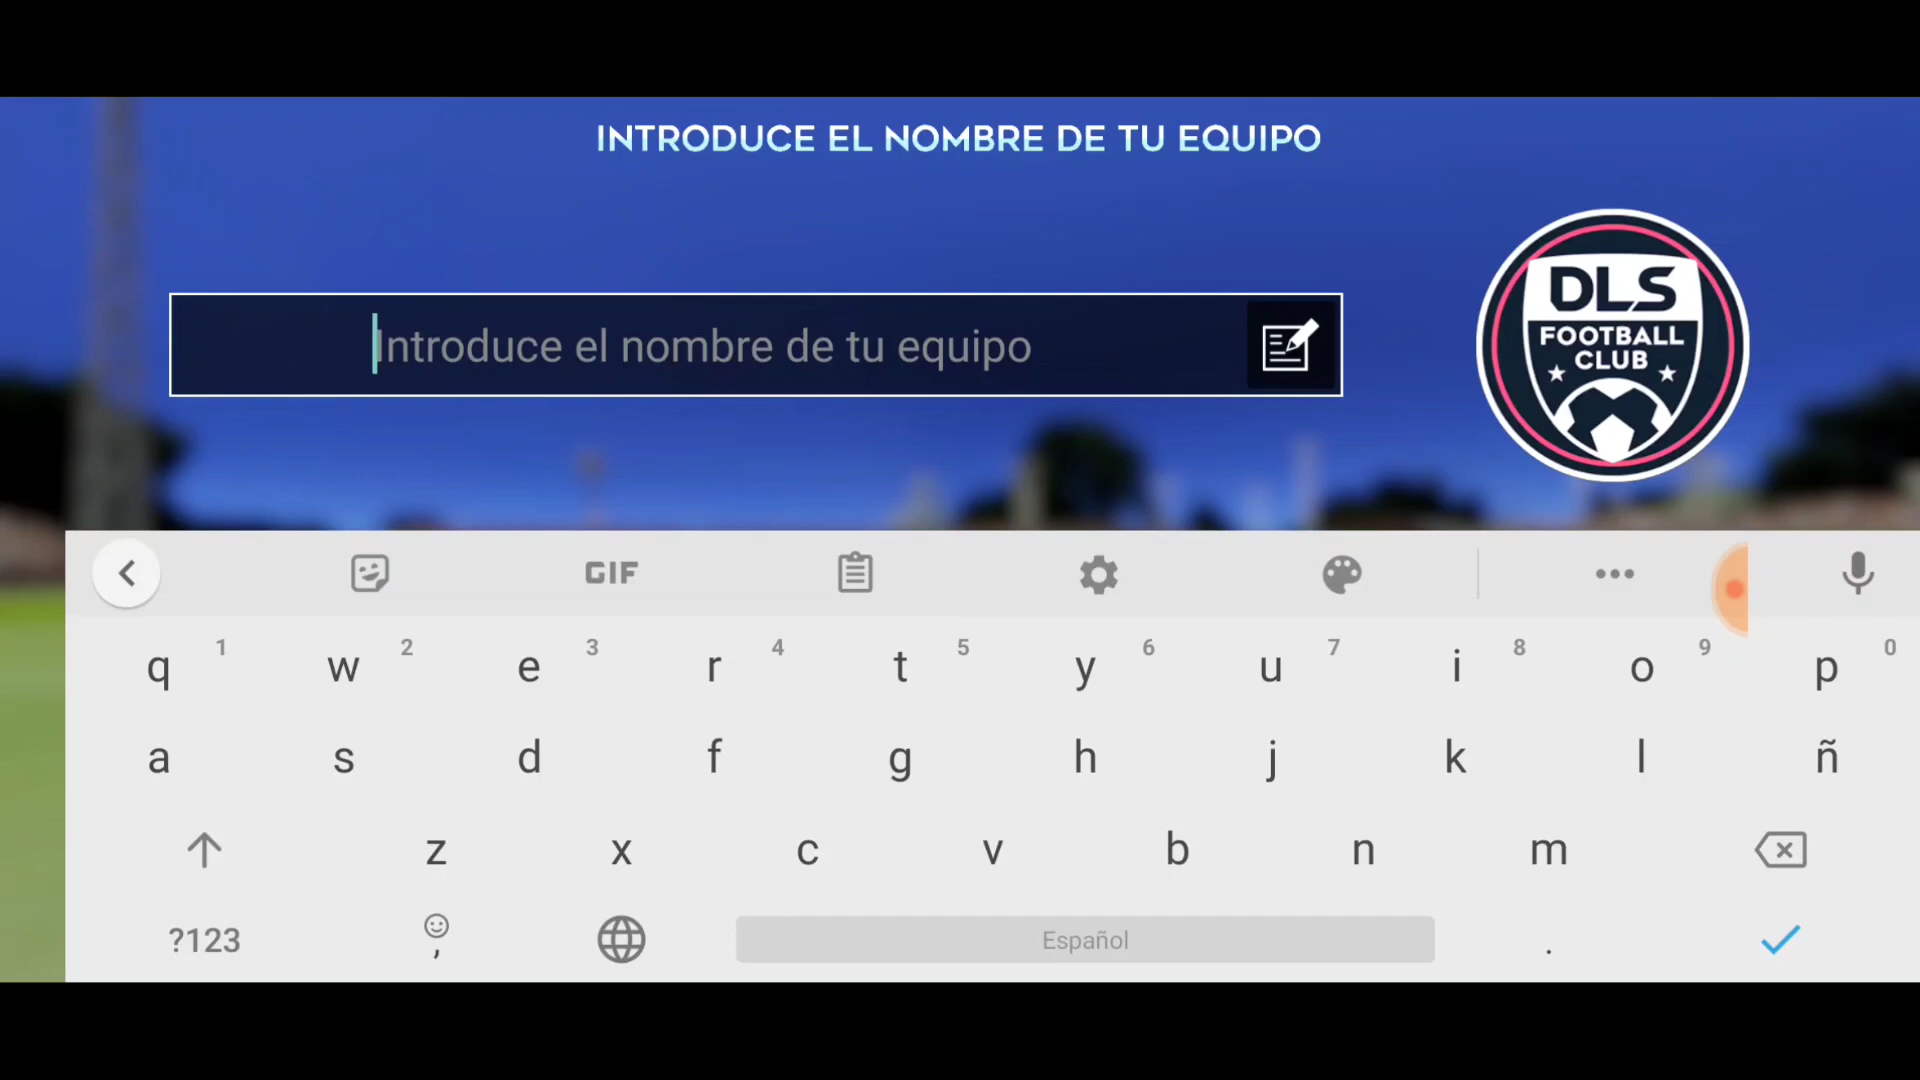 INTRODUCE EL NOMBRE DE TU EQUIPO
Introduce el nombre de tu equipo
DLS
FOOTBALL
CLUB
GIF
q 1 w 2 e 3 r 4 t 5 y 6 u 7 i 8 o 9 p 0
a s d f g h j k l ñ
z x c v b n m
?123 , Español .